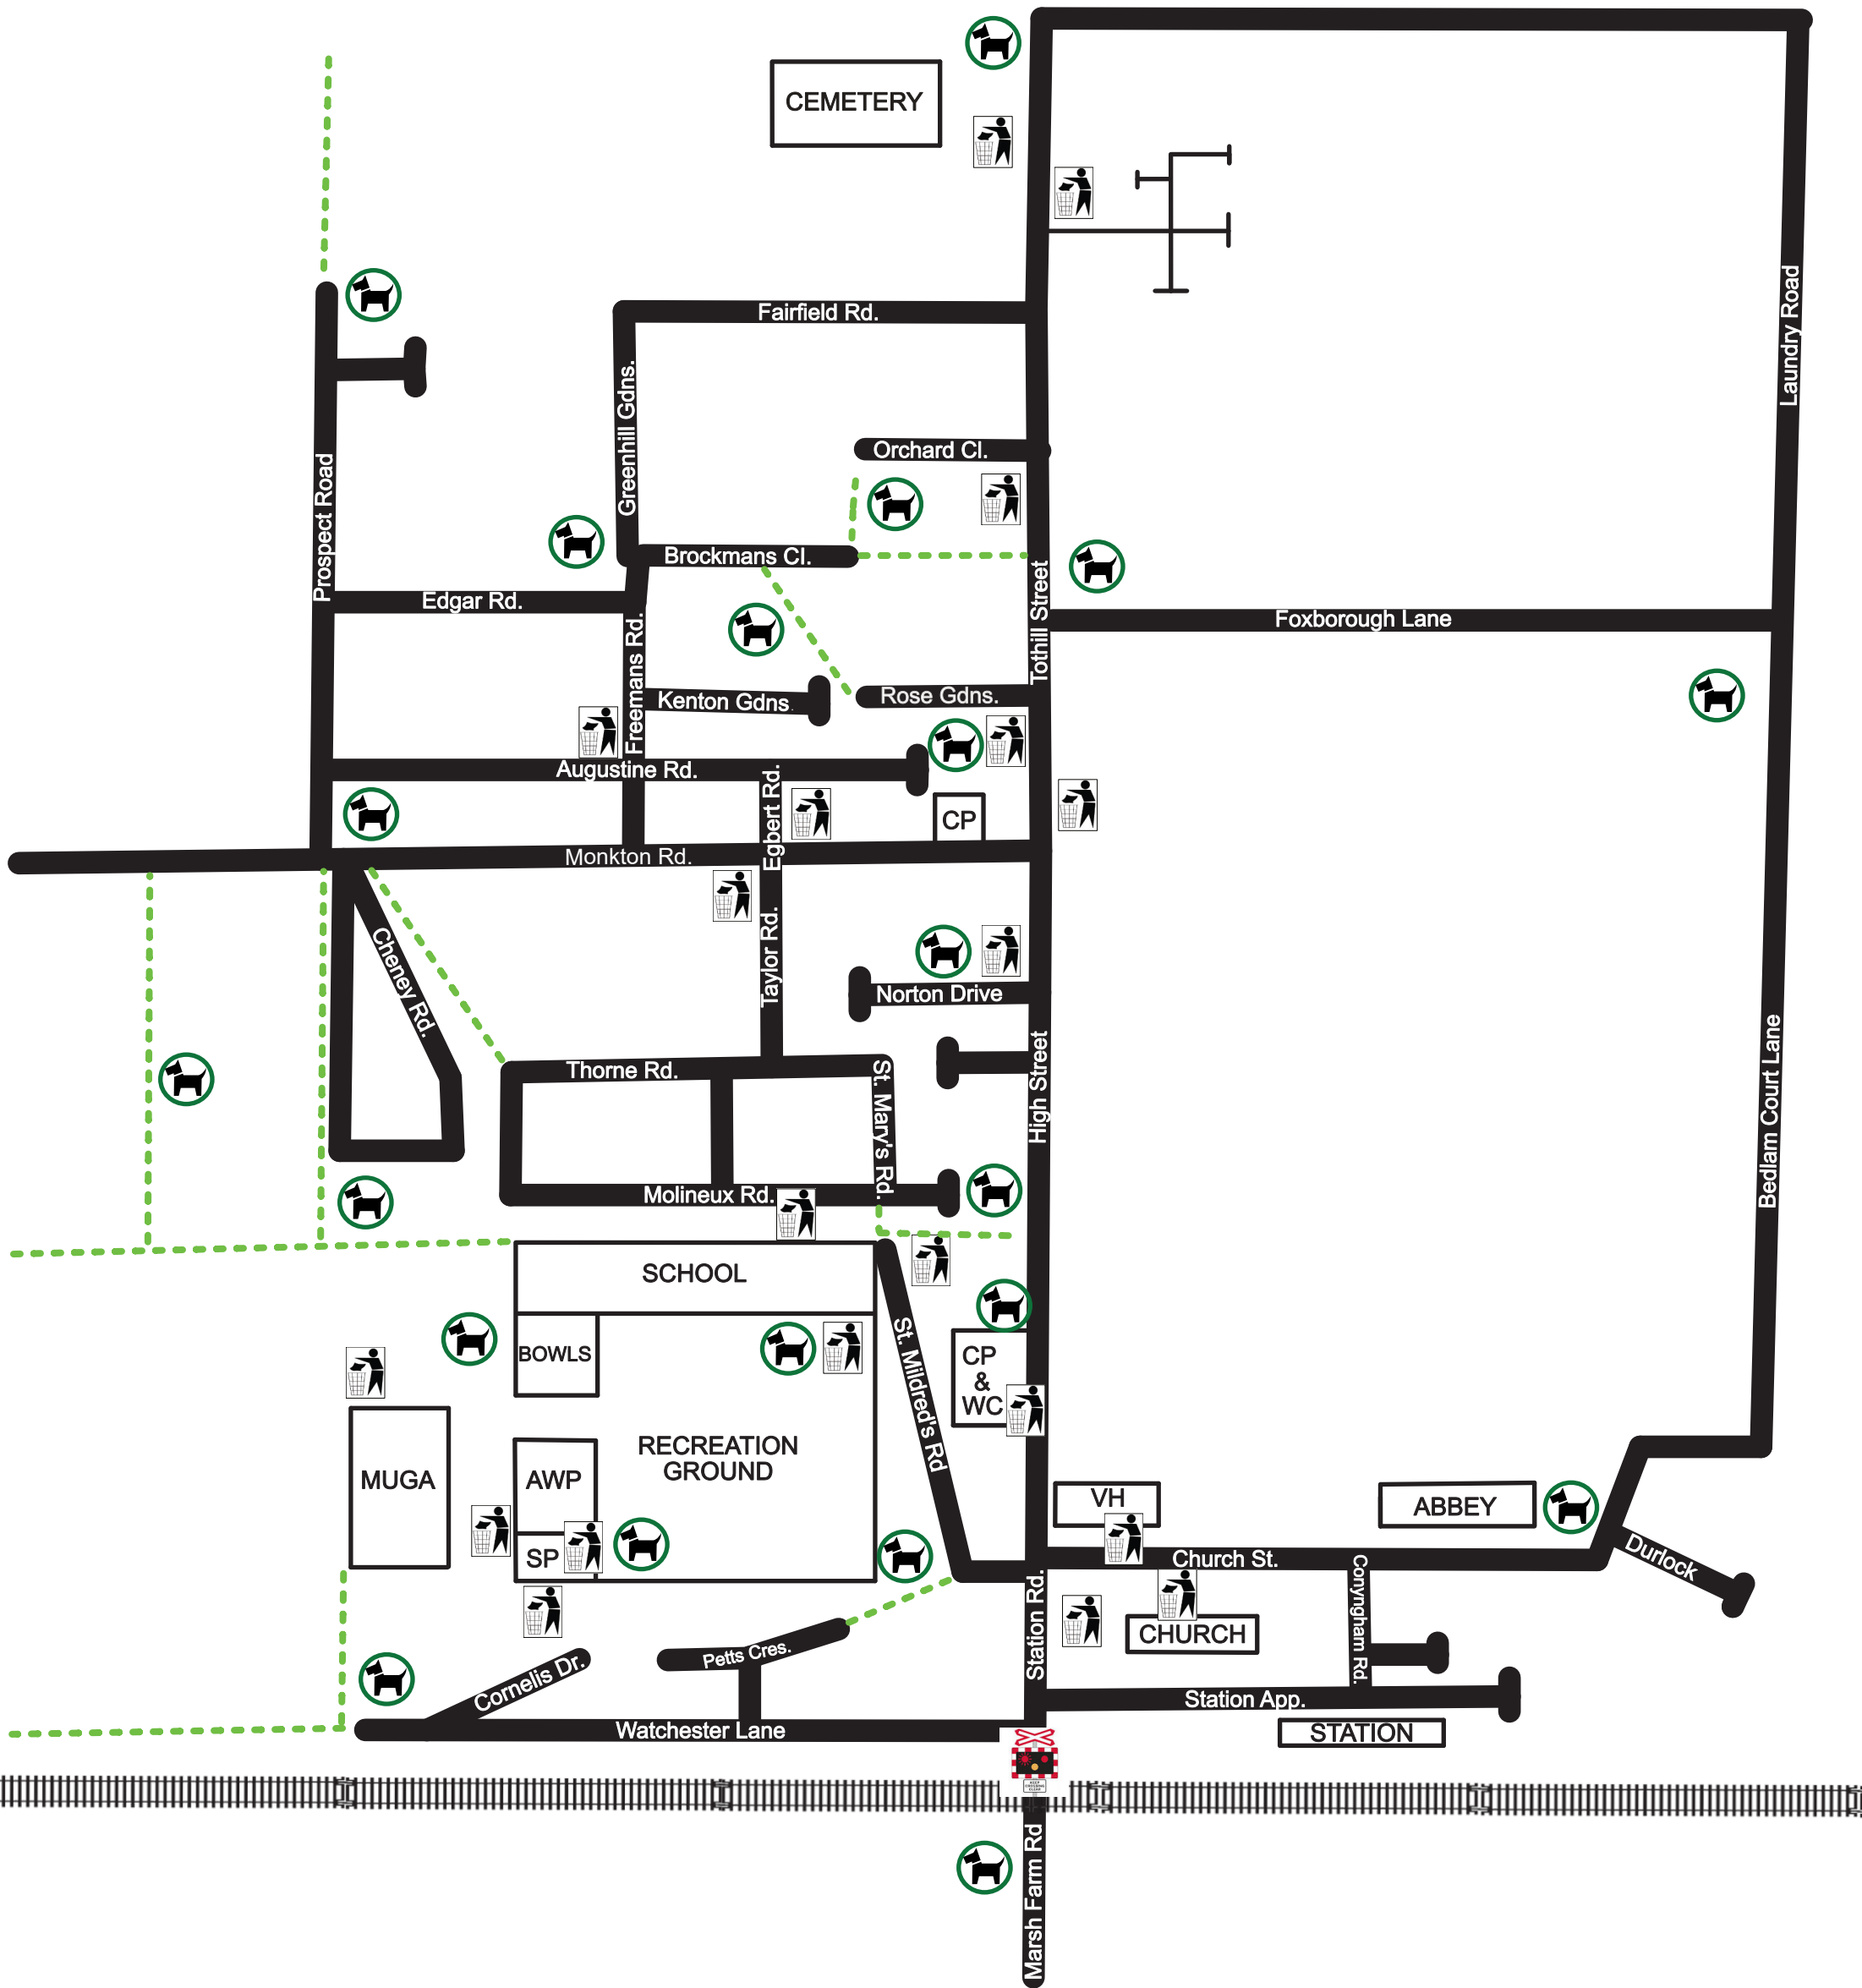 CEMETERY
Laundry Road
Fairfield Rd.
Greenhill Gdns.
Orchard Cl.
Prospect Road
Brockmans Cl.
Edgar Rd.
Tothill Street
Foxborough Lane
Freemans Rd.
Kenton Gdns.
Rose Gdns.
Augustine Rd.
Egbert Rd.
CP
Monkton Rd.
Cheney Rd.
Taylor Rd.
Norton Drive
High Street
Thorne Rd.
St. Mary's Rd.
Bedlam Court Lane
Molineux Rd.
SCHOOL
BOWLS
St. Mildred's Rd
CP
&
WC
RECREATION
GROUND
MUGA
AWP
VH
ABBEY
SP
Church St.
Conyngham Rd.
Durlock
Station Rd.
CHURCH
Petts Cres.
Cornelis Dr.
Station App.
Watchester Lane
STATION
Marsh Farm Rd